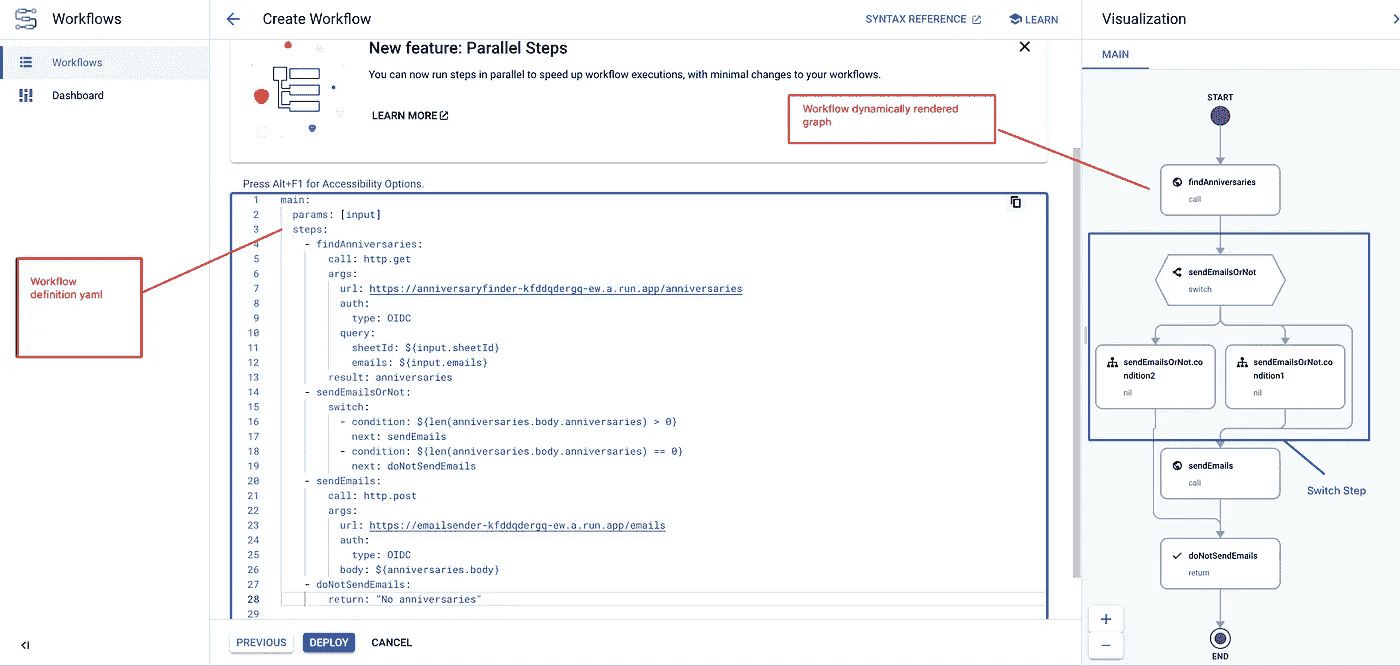 Workflows
Create Workflow
SYNTAX REFERENCE
LEARN
Visualization
Workflows
Dashboard
MAIN
New feature: Parallel Steps
You can now run steps in parallel to speed up workflow executions, with minimal changes to your workflows.
LEARN MORE
Workflow dynamically rendered
graph
Press Alt+F1 for Accessibility Options.
Workflow
definition yaml
1 main:
2 params: [input]
3 steps:
4 - findAnniversaries:
5 call: http.get
6 args:
7 url: https://anniversaryfinder-kfddqdergq-ew.a.run.app/anniversaries
8 auth:
9 type: OIDC
10 query:
11 sheetId: ${input.sheetId}
12 emails: ${input.emails}
13 result: anniversaries
14 - sendEmailsOrNot:
15 switch:
16 - condition: ${len(anniversaries.body.anniversaries) > 0}
17 next: sendEmails
18 - condition: ${len(anniversaries.body.anniversaries) == 0}
19 next: doNotSendEmails
20 - sendEmails:
21 call: http.post
22 args:
23 url: https://emailsender-kfddqdergq-ew.a.run.app/emails
24 auth:
25 type: OIDC
26 body: ${anniversaries.body}
27 - doNotSendEmails:
28 return: "No anniversaries"
29
PREVIOUS
DEPLOY
CANCEL
START
findAnniversaries
call
sendEmailsOrNot
switch
sendEmailsOrNot.co
ndition2
nil
sendEmailsOrNot.co
ndition1
nil
sendEmails
call
Switch Step
doNotSendEmails
return
END